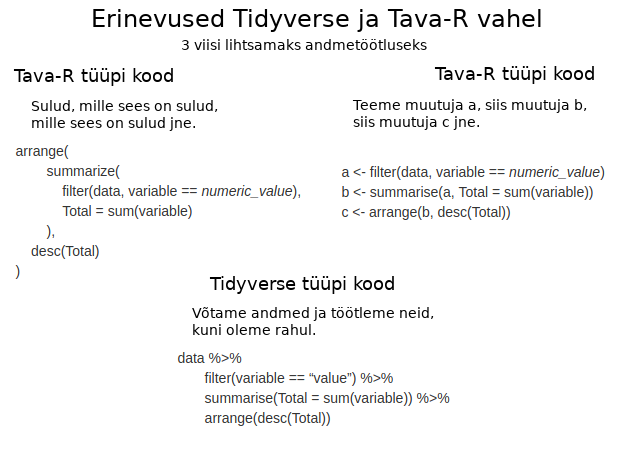 Erinevused Tidyverse ja Tava-R vahel
3 viisi lihtsamaks andmetöötluseks
Tava-R tüüpi kood
Sulud, mille sees on sulud,
mille sees on sulud jne.
arrange(
summarize(
filter(data, variable == numeric_value),
Total = sum(variable)
),
desc(Total)
)
Tava-R tüüpi kood
Teeme muutuja a, siis muutuja b,
siis muutuja c jne.
a <- filter(data, variable == numeric_value)
b <- summarise(a, Total = sum(variable))
c <- arrange(b, desc(Total))
Tidyverse tüüpi kood
Võtame andmed ja töötleme neid,
kuni oleme rahul.
data %>%
filter(variable == “value”) %>%
summarise(Total = sum(variable)) %>%
arrange(desc(Total))